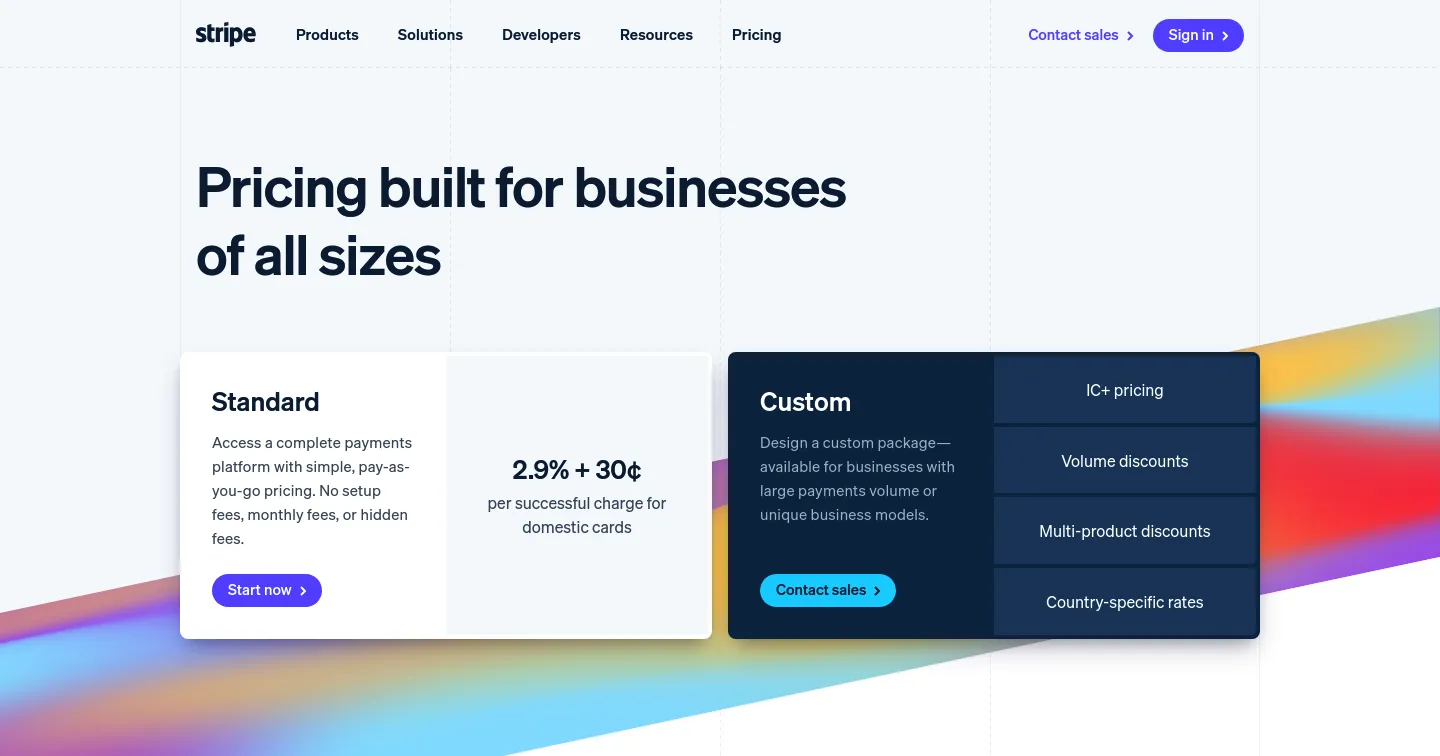 stripe
Products
Solutions
Developers
Resources
Pricing
Contact sales
Sign in
Pricing built for businesses
of all sizes
Standard
Access a complete payments
platform with simple, pay-as-
you-go pricing. No setup
fees, monthly fees, or hidden
fees.
Start now
2.9% + 30¢
per successful charge for
domestic cards
Custom
Design a custom package—
available for businesses with
large payments volume or
unique business models.
Contact sales
IC+ pricing
Volume discounts
Multi-product discounts
Country-specific rates